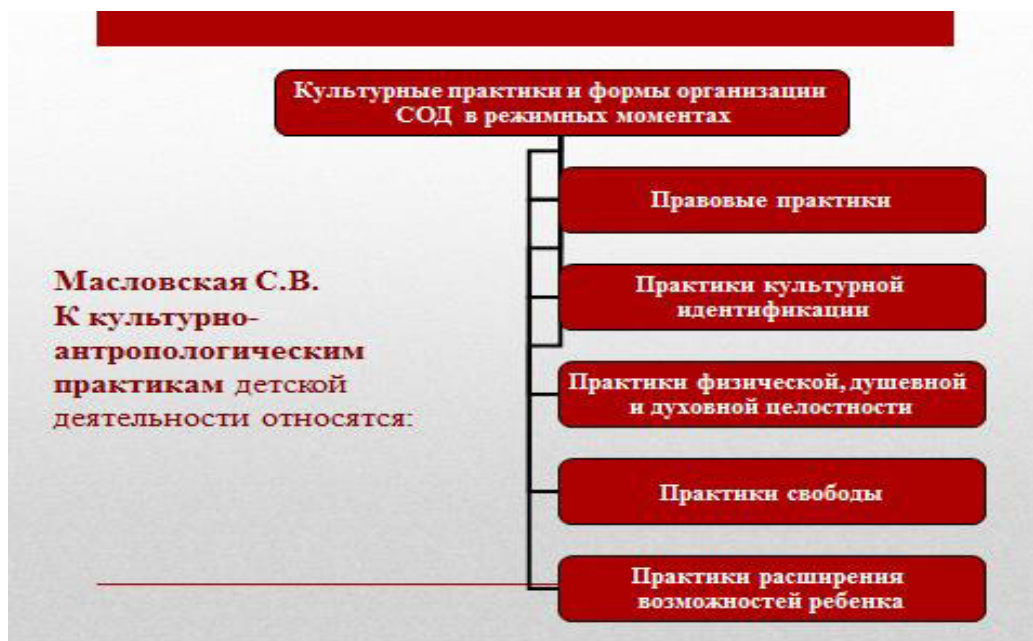 Культурные практики и формы организации
СОД в режимных моментах
Правовые практики
Практики культурной
идентификации
Практики физической, душевной
и духовной целостности
Практики свободы
Практики расширения
возможностей ребенка
Масловская С.В.
К культурно-
антропологическим
практикам детской
деятельности относятся: